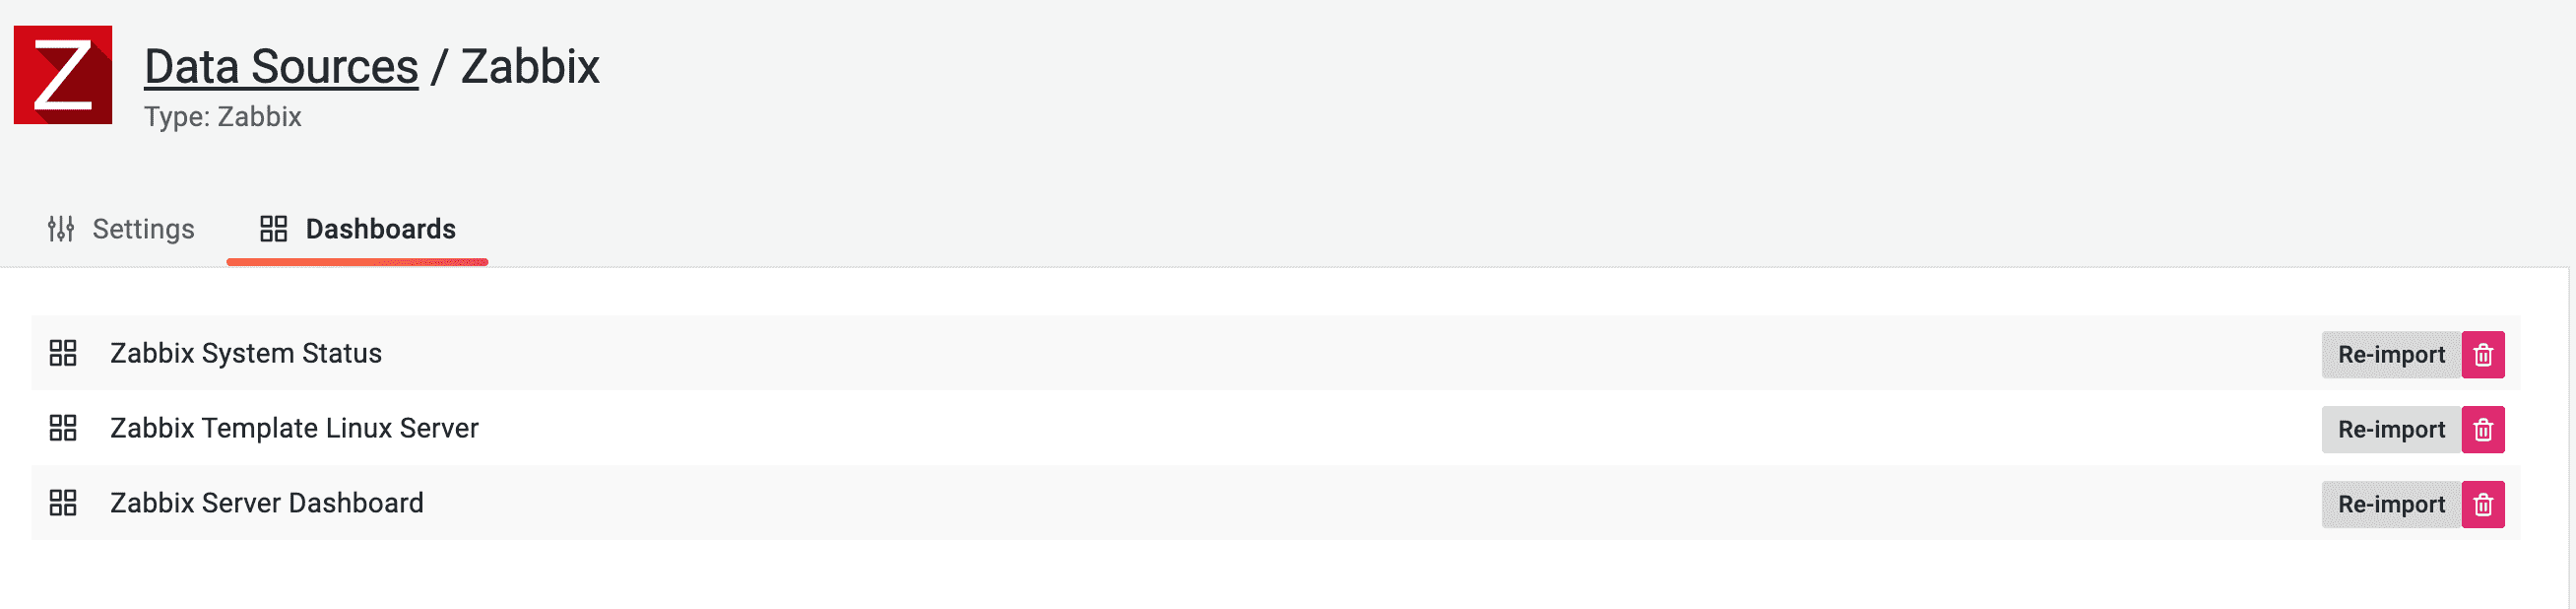 Z
Data Sources / Zabbix
Type: Zabbix
Settings Dashboards
Zabbix System Status Re-import
Zabbix Template Linux Server Re-import
Zabbix Server Dashboard Re-import